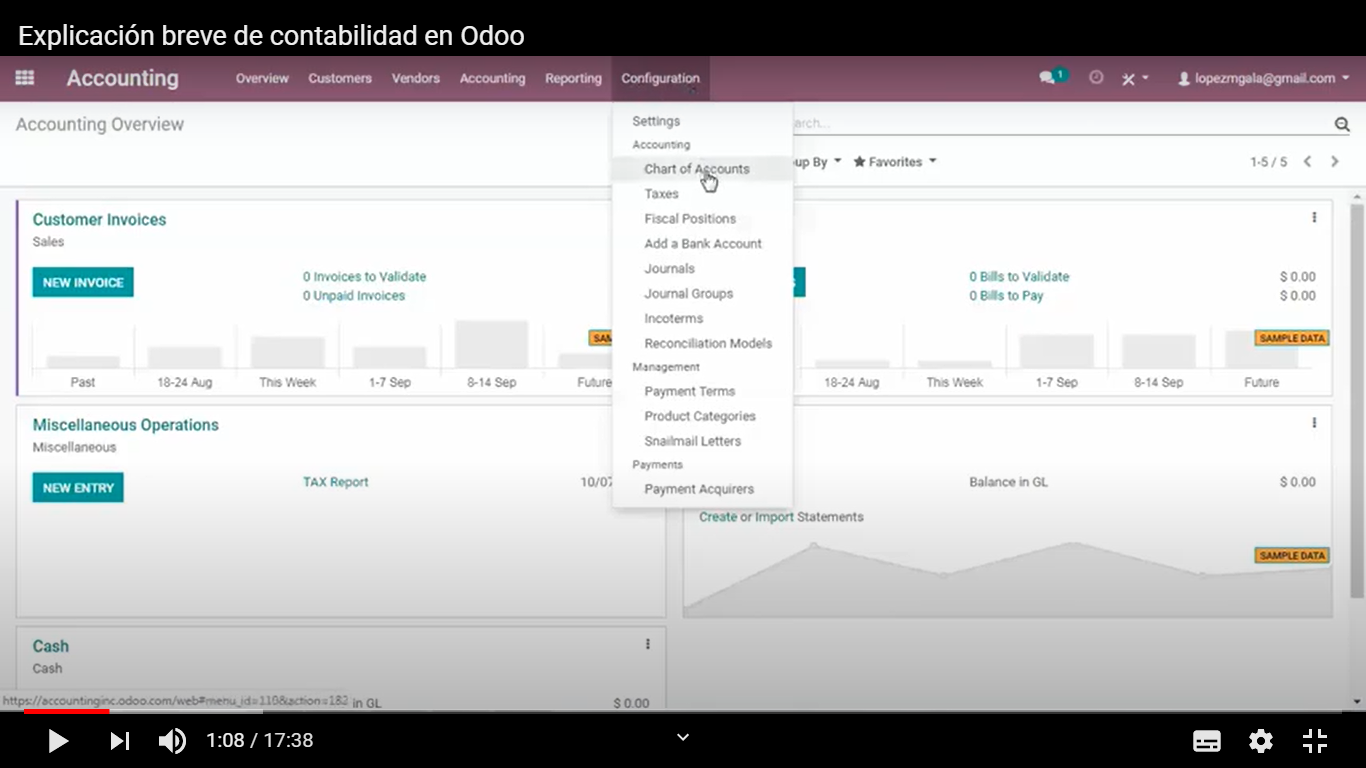 Explicación breve de contabilidad en Odoo
Accounting Overview Customers Vendors Accounting Reporting Configuration 1 lopezmgala@gmail.com
Accounting Overview
Settings
Accounting
Chart of Accounts
Taxes
Fiscal Positions
Add a Bank Account
Journals
Journal Groups
Incoterms
Reconciliation Models
Management
Payment Terms
Product Categories
Snailmail Letters
Payments
Payment Acquirers
By Favorites 1-5 / 5
Customer Invoices
Sales
NEW INVOICE
0 Invoices to Validate
0 Unpaid Invoices
Past 18-24 Aug This Week 1-7 Sep 8-14 Sep Future
0 Bills to Validate $ 0.00
0 Bills to Pay $ 0.00
SAMPLE DATA
18-24 Aug This Week 1-7 Sep 8-14 Sep Future
Miscellaneous Operations
Miscellaneous
NEW ENTRY
TAX Report 10/07
Balance in GL $ 0.00
Create or Import Statements
SAMPLE DATA
Cash
Cash
in GL $ 0.00
https://accountinginc.odoo.com/web#menu_id=110&action=182
1:08 / 17:38